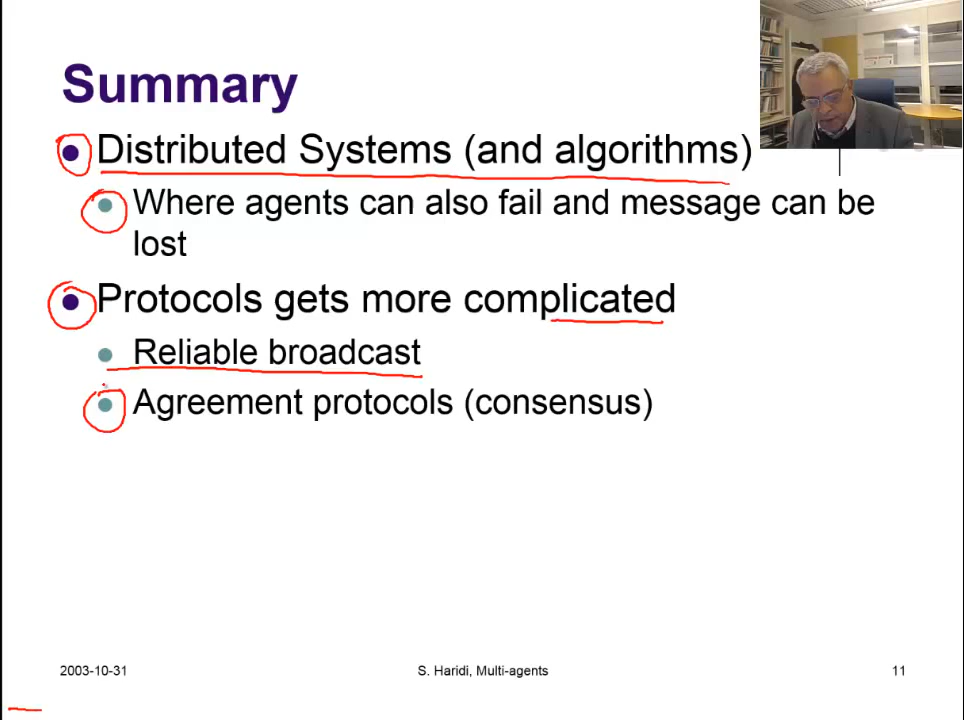 Summary
Distributed Systems (and algorithms)
Where agents can also fail and message can be
lost
Protocols gets more complicated
Reliable broadcast
Agreement protocols (consensus)
2003-10-31
S. Haridi, Multi-agents
11